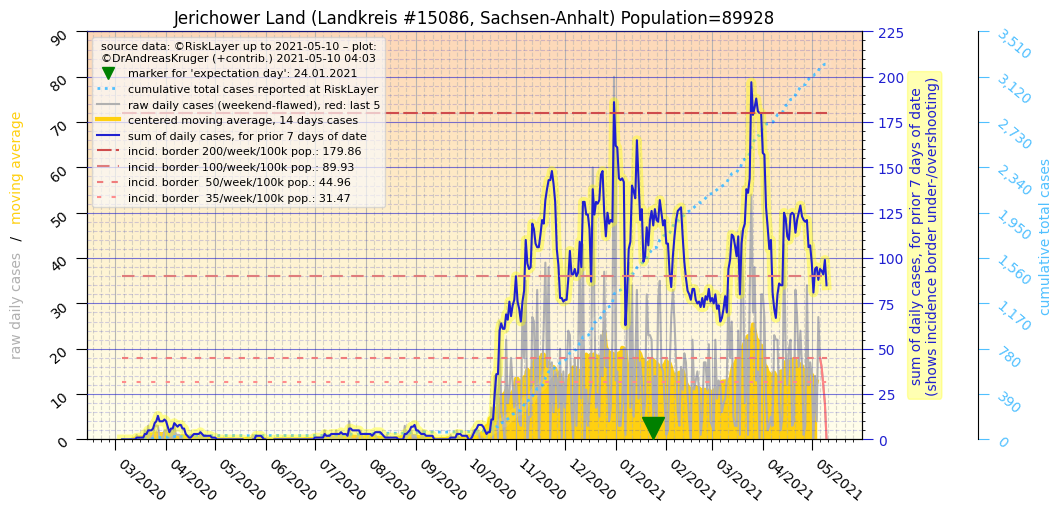 Jerichower Land (Landkreis #15086, Sachsen-Anhalt) Population=89928
source data: ©RiskLayer up to 2021-05-10 – plot:
©DrAndreasKruger (+contrib.) 2021-05-10 04:03
marker for 'expectation day': 24.01.2021
cumulative total cases reported at RiskLayer
raw daily cases (weekend-flawed), red: last 5
centered moving average, 14 days cases
sum of daily cases, for prior 7 days of date
incid. border 200/week/100k pop.: 179.86
incid. border 100/week/100k pop.: 89.93
incid. border  50/week/100k pop.: 44.96
incid. border  35/week/100k pop.: 31.47
raw daily cases / moving average
90
80
70
60
50
40
30
20
10
0
03/2020
04/2020
05/2020
06/2020
07/2020
08/2020
09/2020
10/2020
11/2020
12/2020
01/2021
02/2021
03/2021
04/2021
05/2021
225
200
175
150
125
100
75
50
25
0
sum of daily cases, for prior 7 days of date
(shows incidence border under-/overshooting)
3,510
3,120
2,730
2,340
1,950
1,560
1,170
780
390
0
cumulative total cases